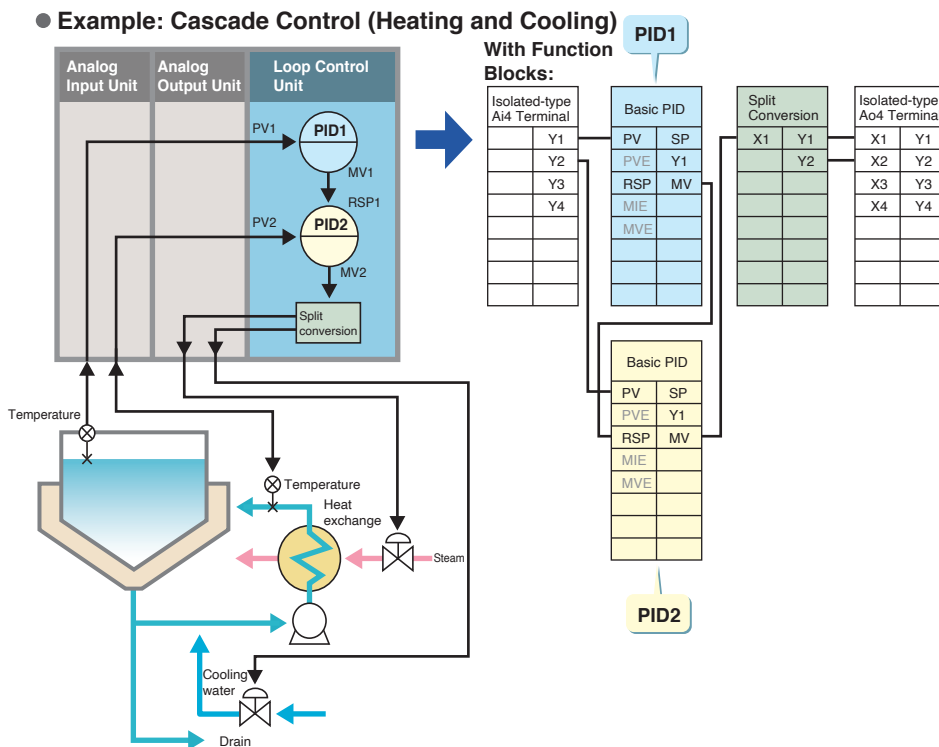 ● Example: Cascade Control (Heating and Cooling)
Analog
Input Unit
Analog
Output Unit
Loop Control
Unit
PV1
PID1
MV1
RSP1
PV2
PID2
MV2
Split
conversion
Temperature
Temperature
Heat
exchange
Steam
Cooling
water
Drain
With Function
Blocks:
PID1
Isolated-type
Ai4 Terminal
Y1
Y2
Y3
Y4
Basic PID
PV SP
PVE Y1
RSP MV
MIE
MVE
Split
Conversion
X1 Y1
Y2
Isolated-type
Ao4 Terminal
X1 Y1
X2 Y2
X3 Y3
X4 Y4
Basic PID
PV SP
PVE Y1
RSP MV
MIE
MVE
PID2